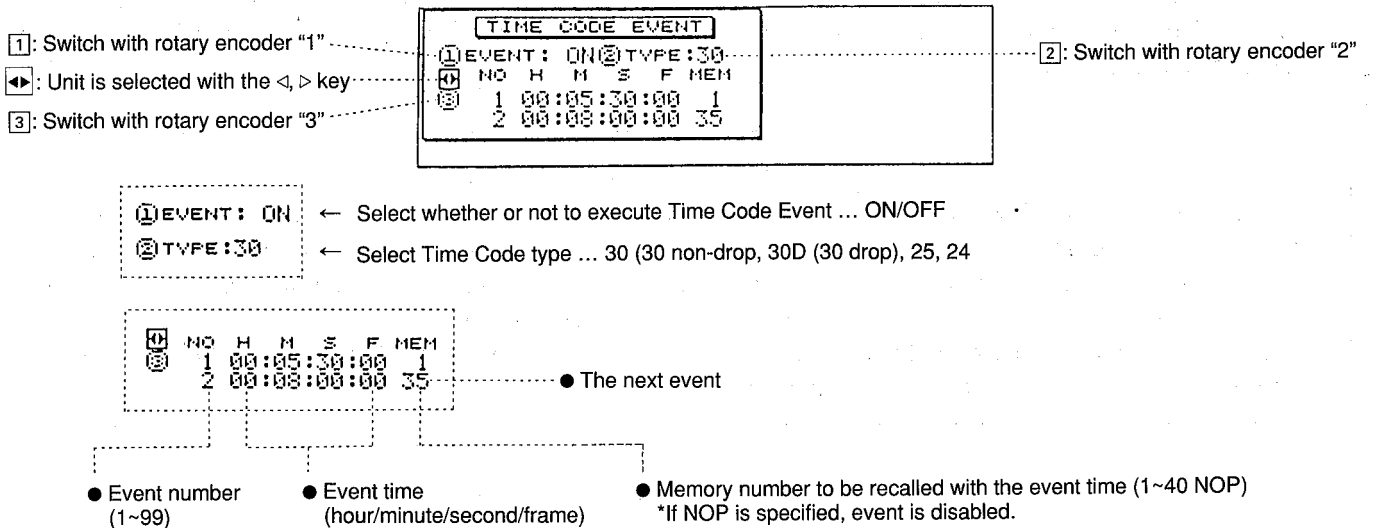 TIME CODE EVENT
1: Switch with rotary encoder “1”
①EVENT: ON②TYPE:30
2: Switch with rotary encoder “2”
◂▸: Unit is selected with the ◁, ▷ key
NO H M S F MEM
3: Switch with rotary encoder “3”
③ 1 00:05:30:00 1
2 00:08:00:00 35
①EVENT: ON ← Select whether or not to execute Time Code Event ... ON/OFF
②TYPE:30 ← Select Time Code type ... 30 (30 non-drop, 30D (30 drop), 25, 24
NO H M S F MEM
③ 1 00:05:30:00 1
2 00:08:00:00 35 ● The next event
● Event number
(1~99)
● Event time
(hour/minute/second/frame)
● Memory number to be recalled with the event time (1~40 NOP)
*If NOP is specified, event is disabled.